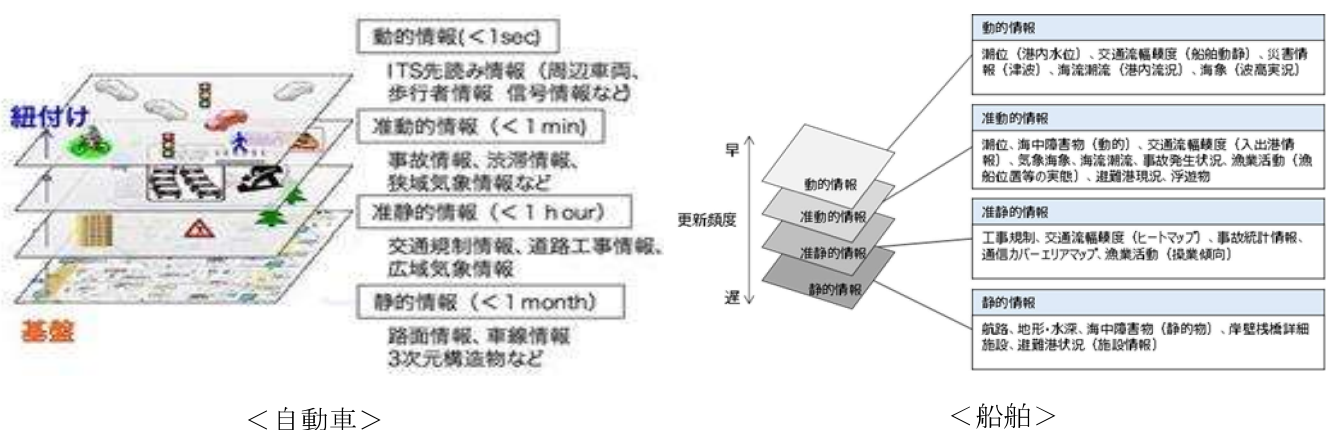 動的情報(<1sec)
ITS先読み情報（周辺車両、
歩行者情報 信号情報など)
紐付け
准動的情報（<1min)
事故情報、渋滞情報、
狭域気象情報など
准静的情報（<1hour）
交通規制情報、道路工事情報、
広域気象情報
静的情報（<1month）
基盤
路面情報、車線情報
3次元構造物など
＜自動車＞
早
更新頻度
遅
動的情報
准動的情報
准静的情報
静的情報
動的情報
潮位（港内水位）、交通流輻輳度（船舶動静）、災害情
報（津波）、海流潮流（港内流況）、海象（波高実況）
准動的情報
潮位、海中障害物（動的）、交通流輻輳度（入出港情
報）、気象海象、海流潮流、事故発生状況、漁業活動（漁
船位置等の実態）、避難港現況、浮遊物
准静的情報
工事規制、交通流輻輳度（ヒートマップ）、事故統計情報、
通信カバーエリアマップ、漁業活動（操業傾向）
静的情報
航路、地形・水深、海中障害物（静的物）、岸壁桟橋詳細
施設、避難港状況（施設情報）
＜船舶＞